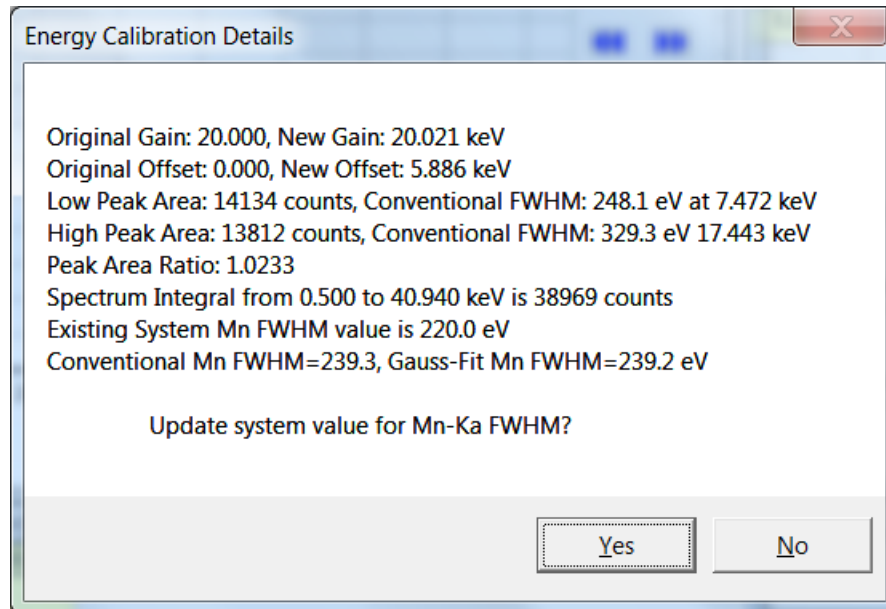 Energy Calibration Details
X
Original Gain: 20.000, New Gain: 20.021 keV
Original Offset: 0.000, New Offset: 5.886 keV
Low Peak Area: 14134 counts, Conventional FWHM: 248.1 eV at 7.472 keV
High Peak Area: 13812 counts, Conventional FWHM: 329.3 eV 17.443 keV
Peak Area Ratio: 1.0233
Spectrum Integral from 0.500 to 40.940 keV is 38969 counts
Existing System Mn FWHM value is 220.0 eV
Conventional Mn FWHM=239.3, Gauss-Fit Mn FWHM=239.2 eV
Update system value for Mn-Ka FWHM?
Yes No